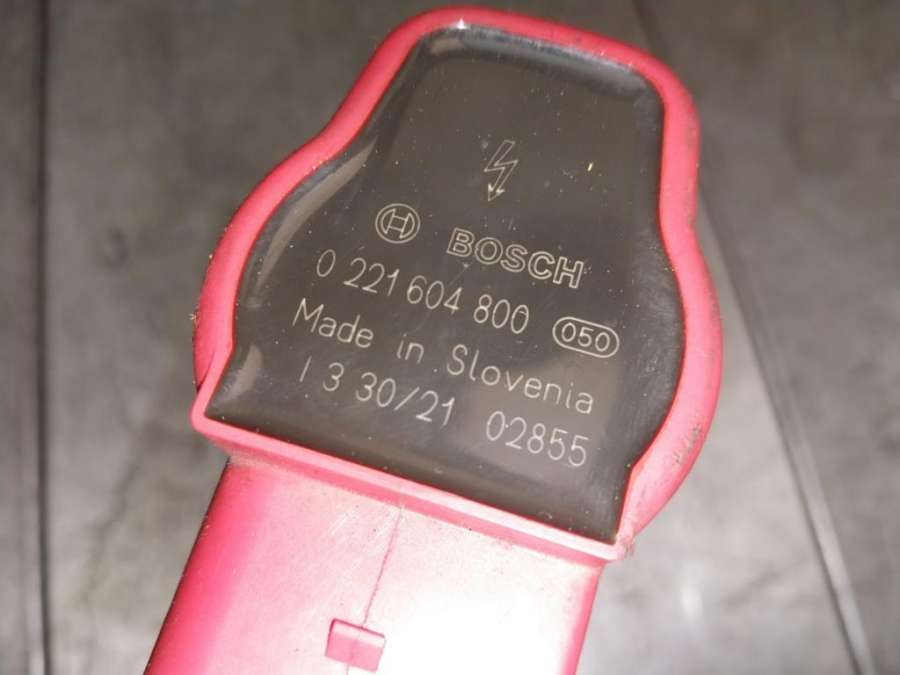 BOSCH
0 221 604 800 050
Made in Slovenia
1 3 30/21 02855